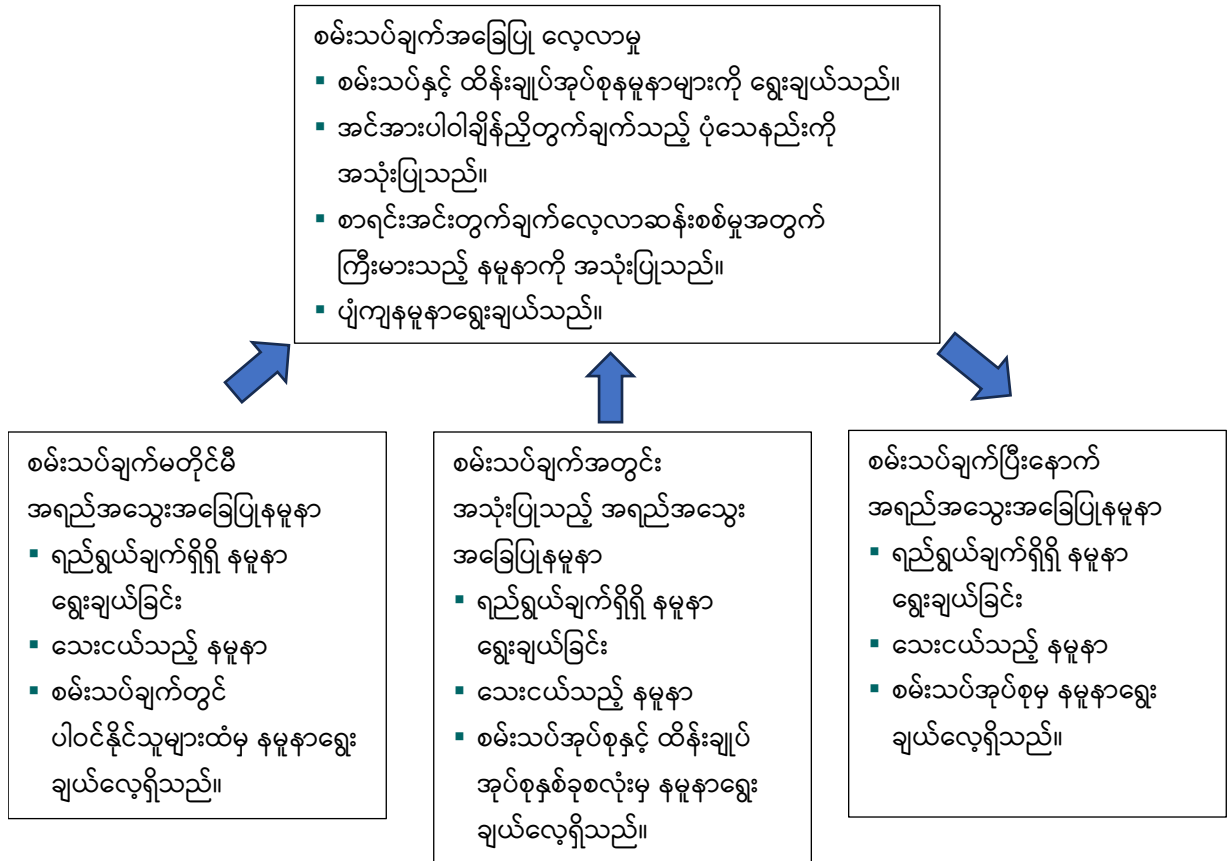 စမ်းသပ်ချက်အခြေပြု လေ့လာမှု
▪ စမ်းသပ်နှင့် ထိန်းချုပ်အုပ်စုနမူနာများကို ရွေးချယ်သည်။
▪ အင်အားပါဝါချိန်ညှိတွက်ချက်သည့် ပုံသေနည်းကို
အသုံးပြုသည်။
▪ စာရင်းအင်းတွက်ချက်လေ့လာဆန်းစစ်မှုအတွက်
ကြီးမားသည့် နမူနာကို အသုံးပြုသည်။
▪ ပျံကျနမူနာရွေးချယ်သည်။
စမ်းသပ်ချက်မတိုင်မီ
အရည်အသွေးအခြေပြုနမူနာ
▪ ရည်ရွယ်ချက်ရှိရှိ နမူနာ
ရွေးချယ်ခြင်း
▪ သေးငယ်သည့် နမူနာ
▪ စမ်းသပ်ချက်တွင်
ပါဝင်နိုင်သူများထံမှ နမူနာရွေး
ချယ်လေ့ရှိသည်။
စမ်းသပ်ချက်အတွင်း
အသုံးပြုသည့် အရည်အသွေး
အခြေပြုနမူနာ
▪ ရည်ရွယ်ချက်ရှိရှိ နမူနာ
ရွေးချယ်ခြင်း
▪ သေးငယ်သည့် နမူနာ
▪ စမ်းသပ်အုပ်စုနှင့် ထိန်းချုပ်
အုပ်စုနှစ်ခုစလုံးမှ နမူနာရွေး
ချယ်လေ့ရှိသည်။
စမ်းသပ်ချက်ပြီးနောက်
အရည်အသွေးအခြေပြုနမူနာ
▪ ရည်ရွယ်ချက်ရှိရှိ နမူနာ
ရွေးချယ်ခြင်း
▪ သေးငယ်သည့် နမူနာ
▪ စမ်းသပ်အုပ်စုမှ နမူနာရွေး
ချယ်လေ့ရှိသည်။